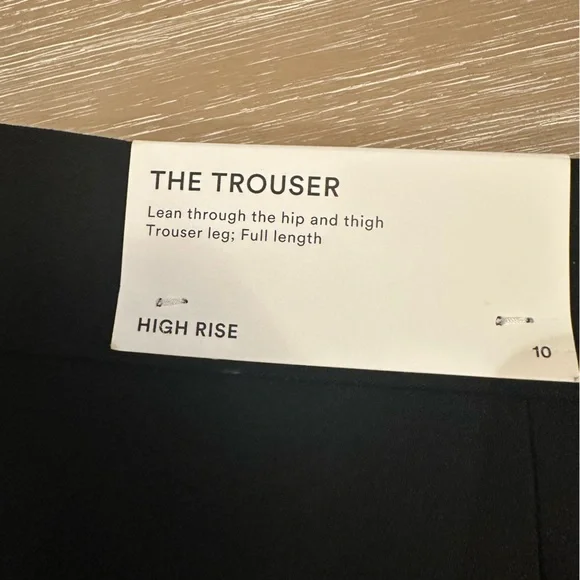 THE TROUSER
Lean through the hip and thigh
Trouser leg; Full length
HIGH RISE
10